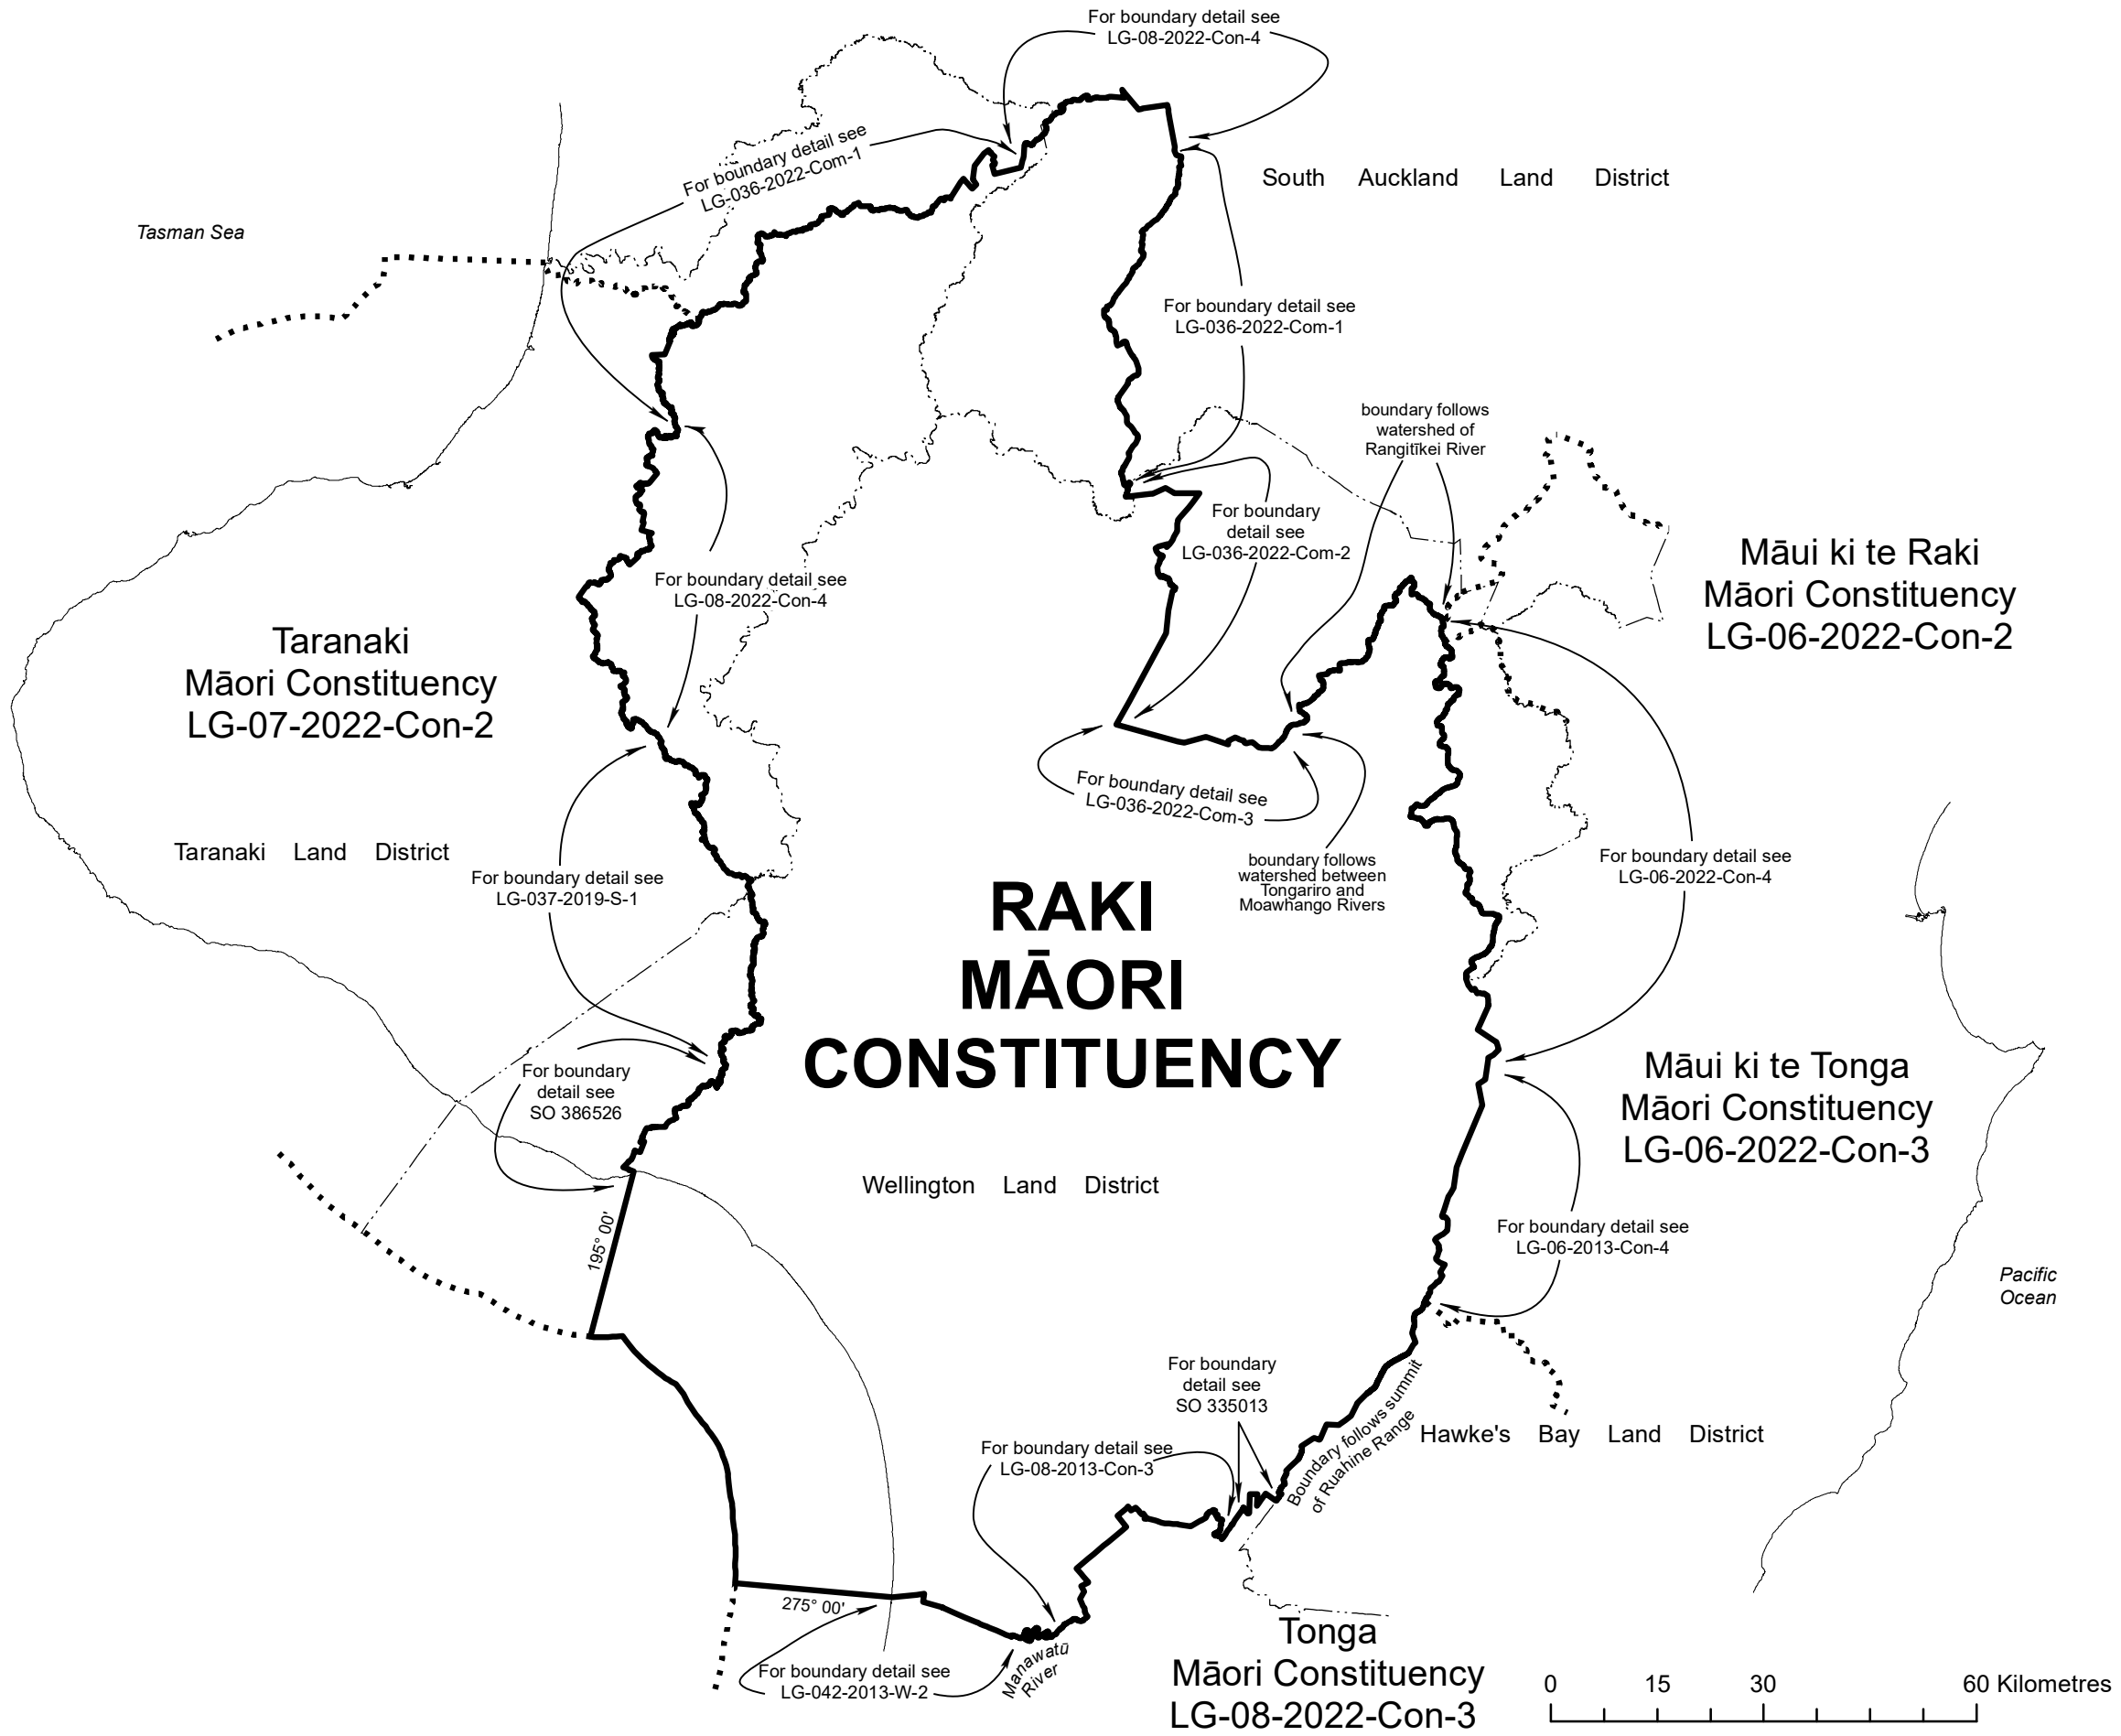 For boundary detail see
LG-08-2022-Con-4
For boundary detail see
LG-036-2022-Com-1
South Auckland Land District
Tasman Sea
For boundary detail see
LG-036-2022-Com-1
boundary follows
watershed of
Rangitīkei River
For boundary
detail see
LG-036-2022-Com-2
Māui ki te Raki
Māori Constituency
LG-06-2022-Con-2
For boundary detail see
LG-08-2022-Con-4
Taranaki
Māori Constituency
LG-07-2022-Con-2
For boundary detail see
LG-036-2022-Com-3
Taranaki Land District
boundary follows
watershed between
Tongariro and
Moawhango Rivers
For boundary detail see
LG-06-2022-Con-4
For boundary detail see
LG-037-2019-S-1
RAKI
MĀORI
CONSTITUENCY
For boundary
detail see
SO 386526
Māui ki te Tonga
Māori Constituency
LG-06-2022-Con-3
Wellington Land District
195° 00'
For boundary detail see
LG-06-2013-Con-4
Pacific
Ocean
For boundary
detail see
SO 335013
Boundary follows summit
of Ruahine Range
Hawke's Bay Land District
For boundary detail see
LG-08-2013-Con-3
275° 00'
For boundary detail see
LG-042-2013-W-2
Manawatū
River
Tonga
Māori Constituency
LG-08-2022-Con-3
0 15 30 60 Kilometres